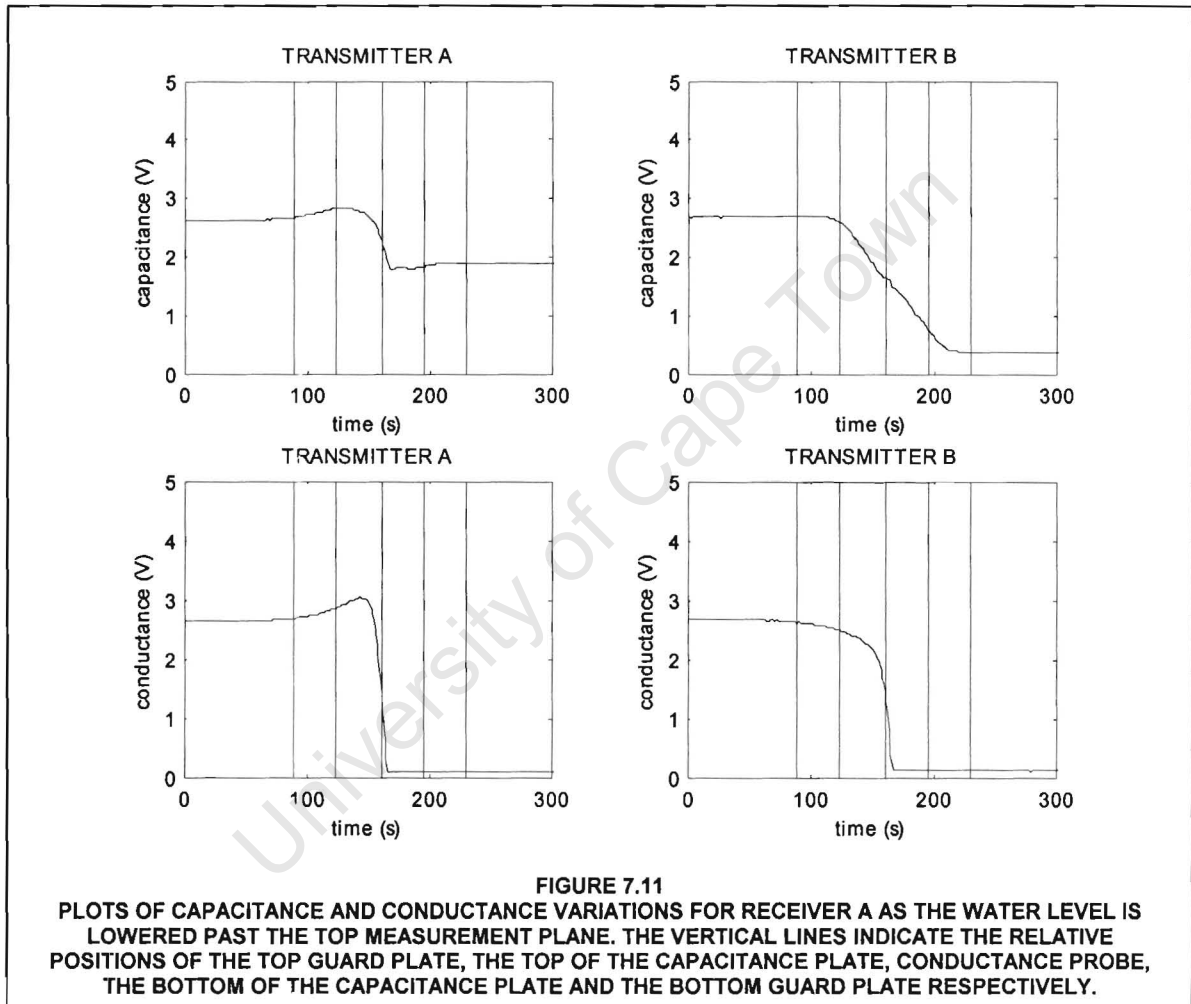 TRANSMITTER A
5
4
3
2
1
0
capacitance (V)
0 100 200 300
time (s)
TRANSMITTER B
5
4
3
2
1
0
capacitance (V)
0 100 200 300
time (s)
TRANSMITTER A
5
4
3
2
1
0
conductance (V)
0 100 200 300
time (s)
TRANSMITTER B
5
4
3
2
1
0
conductance (V)
0 100 200 300
time (s)
University of Cape Town
FIGURE 7.11
PLOTS OF CAPACITANCE AND CONDUCTANCE VARIATIONS FOR RECEIVER A AS THE WATER LEVEL IS
LOWERED PAST THE TOP MEASUREMENT PLANE. THE VERTICAL LINES INDICATE THE RELATIVE
POSITIONS OF THE TOP GUARD PLATE, THE TOP OF THE CAPACITANCE PLATE, CONDUCTANCE PROBE,
THE BOTTOM OF THE CAPACITANCE PLATE AND THE BOTTOM GUARD PLATE RESPECTIVELY.